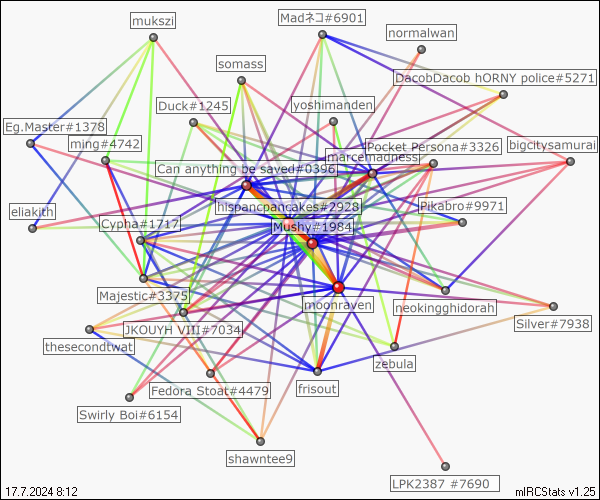 mukszi
Madネコ#6901
normalwan
somass
DacobDacob hORNY police#5271
Duck#1245
yoshimanden
Eg.Master#1378
ming#4742
Pocket Persona#3326
bigcitysamurai
marcemadness
Can anything be saved#0396
eliakith
hispancpancakes#2928
Pikabro#9971
Cypha#1717
Mushy#1984
Majestic#3375
moonraven
neokingghidorah
Silver#7938
JKOUYH VIII#7034
thesecondtwat
zebula
Fedora Stoat#4479
frisout
Swirly Boi#6154
shawntee9
LPK2387 #7690
17.7.2024 8:12
mIRCStats v1.25